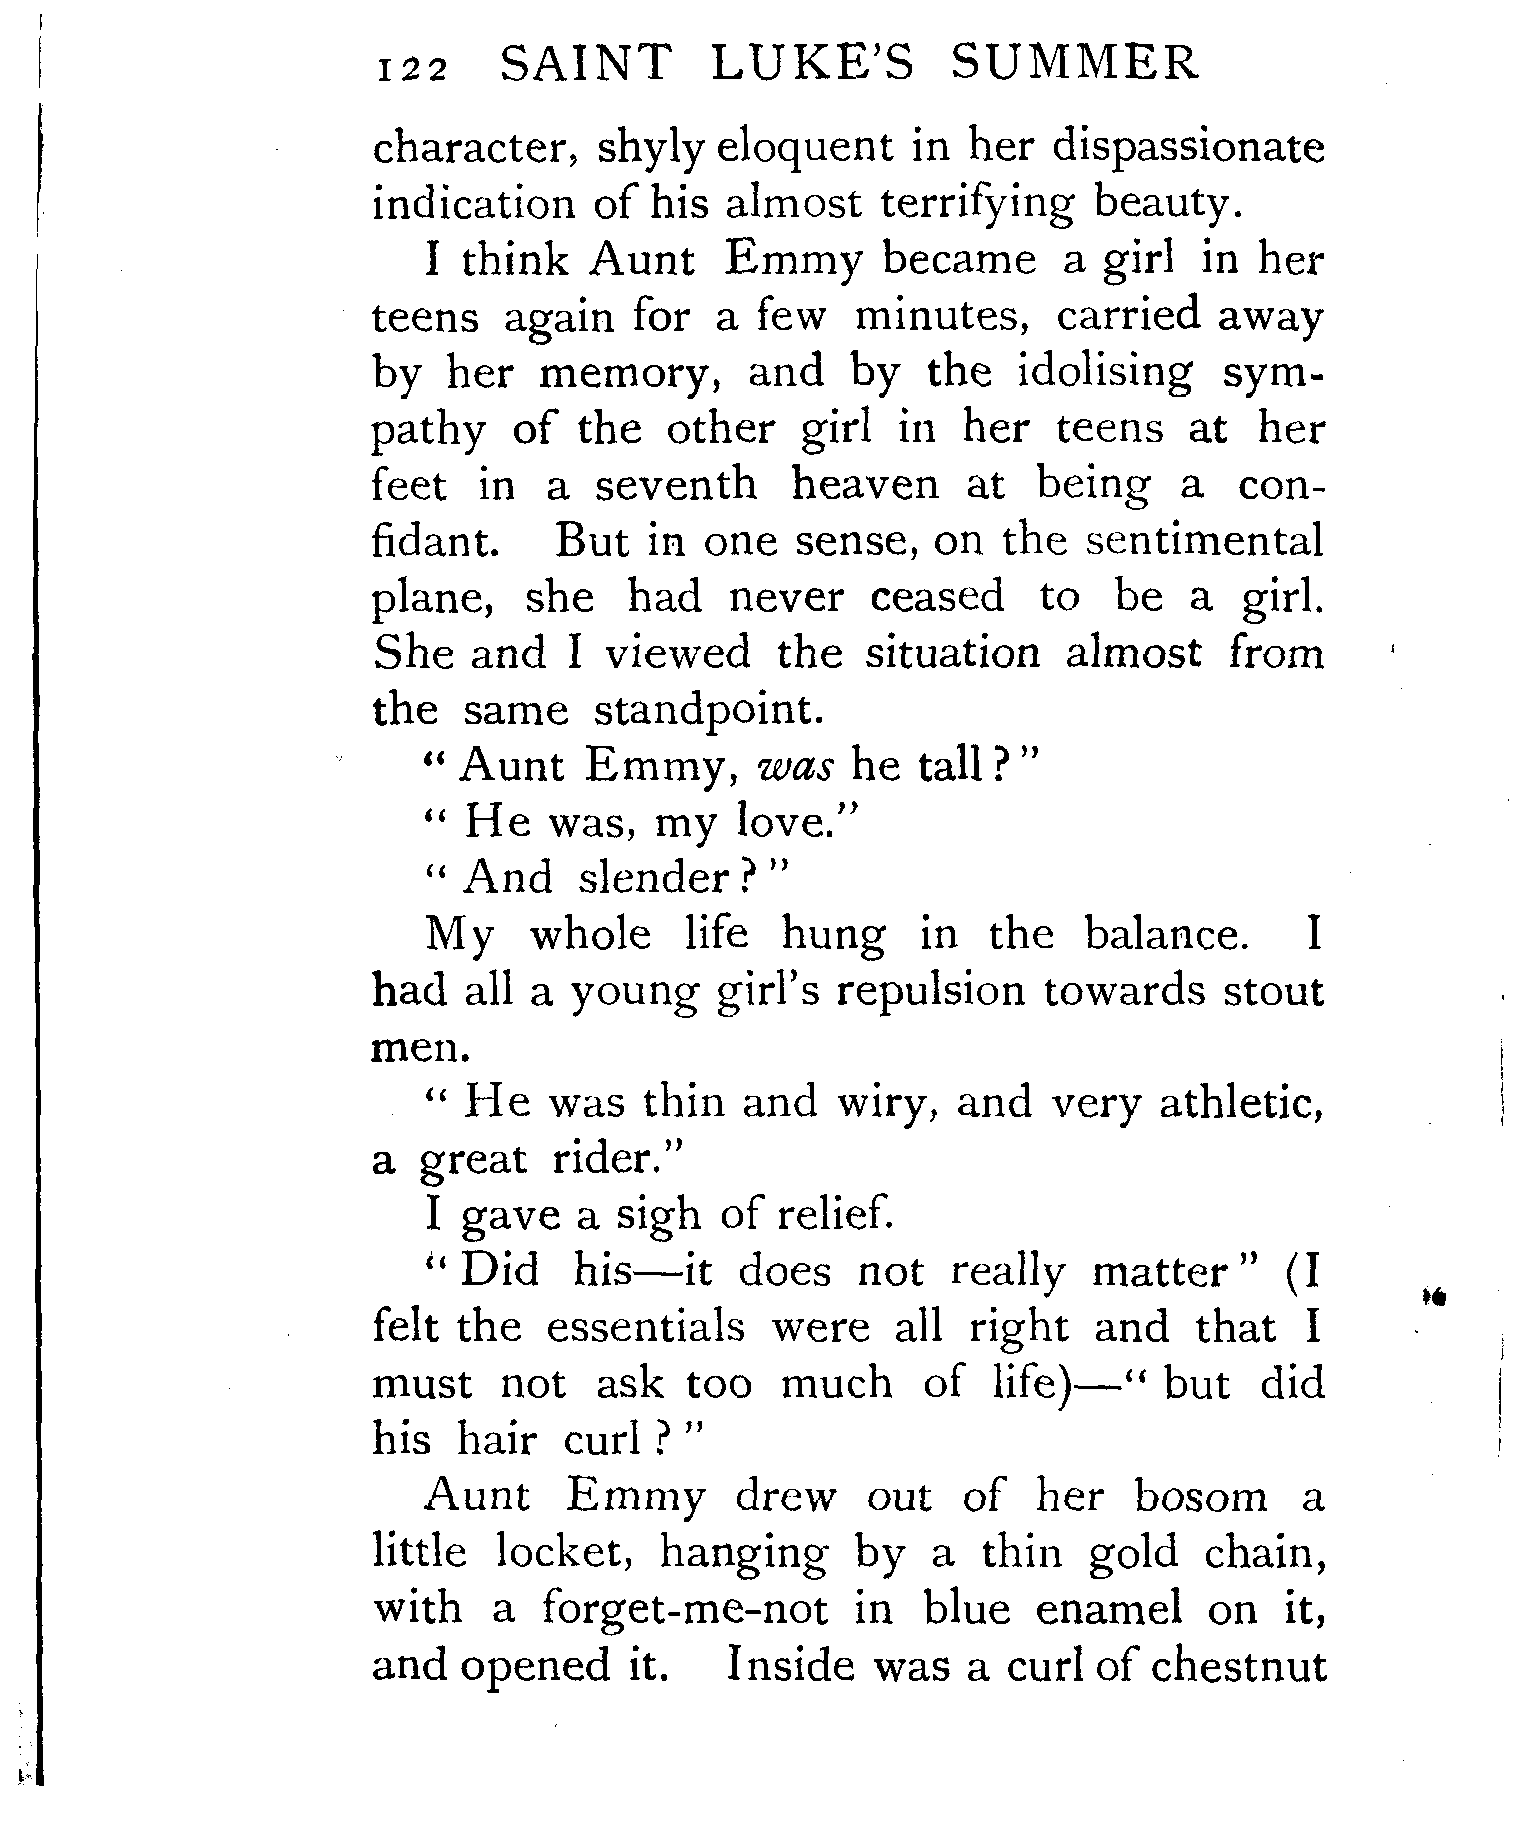 122 SAINT LUKE'S SUMMER
character, shyly eloquent in her dispassionate
indication of his almost terrifying beauty.
I think Aunt Emmy became a girl in her
teens again for a few minutes, carried away
by her memory, and by the idolising sym-
pathy of the other girl in her teens at her
feet in a seventh heaven at being a con-
fidant. But in one sense, on the sentimental
plane, she had never ceased to be a girl.
She and I viewed the situation almost from
the same standpoint.
“ Aunt Emmy, was he tall ? ”
“ He was, my love.”
“ And slender ? ”
My whole life hung in the balance. I
had all a young girl's repulsion towards stout
men.
“ He was thin and wiry, and very athletic,
a great rider.”
I gave a sigh of relief.
“ Did his—it does not really matter ” (I
felt the essentials were all right and that I
must not ask too much of life)—“ but did
his hair curl ? ”
Aunt Emmy drew out of her bosom a
little locket, hanging by a thin gold chain,
with a forget-me-not in blue enamel on it,
and opened it. Inside was a curl of chestnut